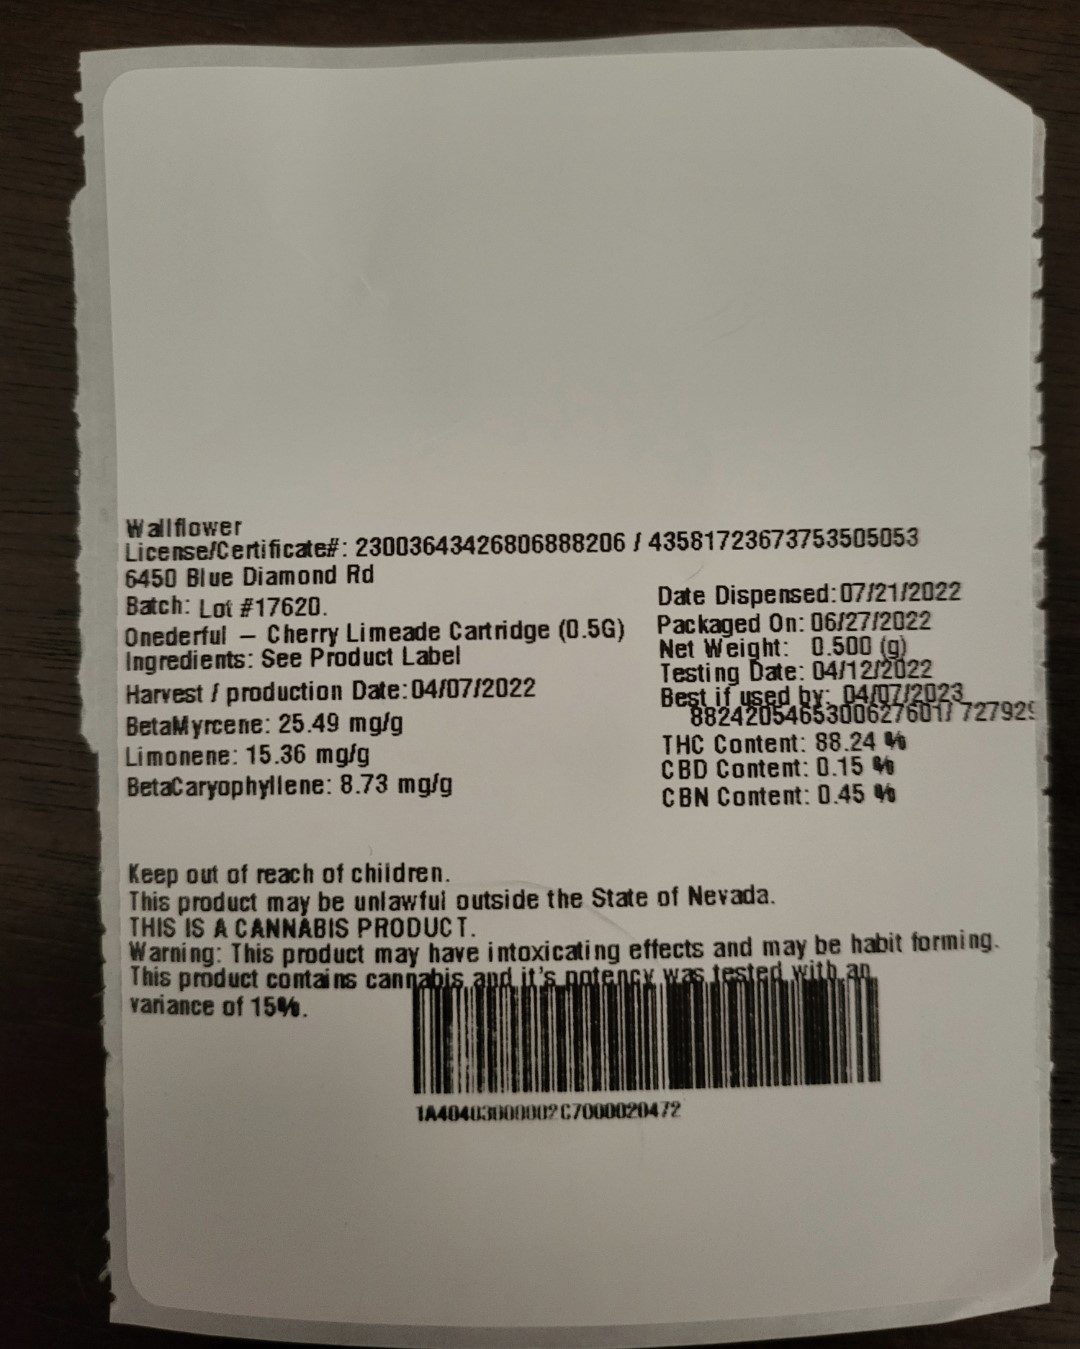 Wallflower
License/Certificate#: 23003643426806888206 / 43581723673753505053
6450 Blue Diamond Rd
Batch: Lot #17620.
Onederful – Cherry Limeade Cartridge (0.5G)
Ingredients: See Product Label
Harvest / production Date:04/07/2022
BetaMyrcene: 25.49 mg/g
Limonene: 15.36 mg/g
BetaCaryophyllene: 8.73 mg/g
Date Dispensed:07/21/2022
Packaged On: 06/27/2022
Net Weight: 0.500 (g)
Testing Date: 04/12/2022
Best if used by: 04/07/2023
88242054653006276017 72792
THC Content: 88.24 %
CBD Content: 0.15 %
CBN Content: 0.45 %
Keep out of reach of children.
This product may be unlawful outside the State of Nevada.
THIS IS A CANNABIS PRODUCT.
Warning: This product may have intoxicating effects and may be habit forming.
This product contains cannabis and it's potency was tested with an
variance of 15%.
1A40403000002C7000020472